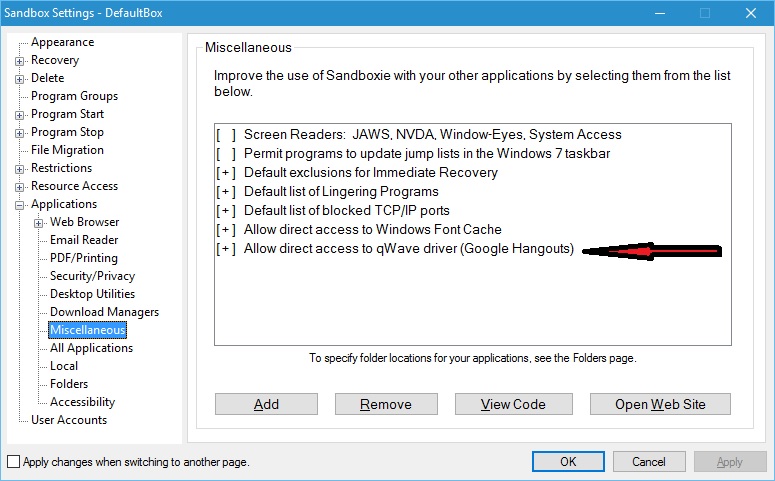 Sandbox Settings - DefaultBox
Appearance
Recovery
Delete
Program Groups
Program Start
Program Stop
File Migration
Restrictions
Resource Access
Applications
Web Browser
Email Reader
PDF/Printing
Security/Privacy
Desktop Utilities
Download Managers
Miscellaneous
All Applications
Local
Folders
Accessibility
User Accounts
Miscellaneous
Improve the use of Sandboxie with your other applications by selecting them from the list
below.
[ ] Screen Readers: JAWS, NVDA, Window-Eyes, System Access
[ ] Permit programs to update jump lists in the Windows 7 taskbar
[+] Default exclusions for Immediate Recovery
[+] Default list of Lingering Programs
[+] Default list of blocked TCP/IP ports
[+] Allow direct access to Windows Font Cache
[+] Allow direct access to qWave driver (Google Hangouts)
To specify folder locations for your applications, see the Folders page.
Add
Remove
View Code
Open Web Site
Apply changes when switching to another page.
OK
Cancel
Apply